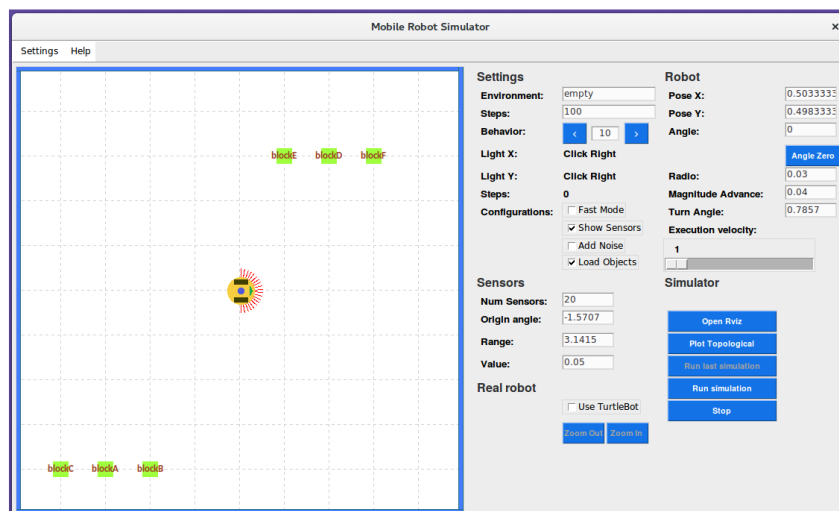 Mobile Robot Simulator
×
Settings Help
Settings
Environment: empty
Steps: 100
Behavior: < 10 >
Light X: Click Right
Light Y: Click Right
Steps: 0
Configurations: Fast Mode
Show Sensors
Add Noise
Load Objects
Sensors
Num Sensors: 20
Origin angle: -1.5707
Range: 3.1415
Value: 0.05
Real robot
Use TurtleBot
Zoom Out Zoom In
Robot
Pose X: 0.5033333
Pose Y: 0.4983333
Angle: 0
Angle Zero
Radio: 0.03
Magnitude Advance: 0.04
Turn Angle: 0.7857
Execution velocity:
1
Simulator
Open Rviz
Plot Topological
Run last simulation
Run simulation
Stop
blockE blockD blockF
blockC blockA blockB